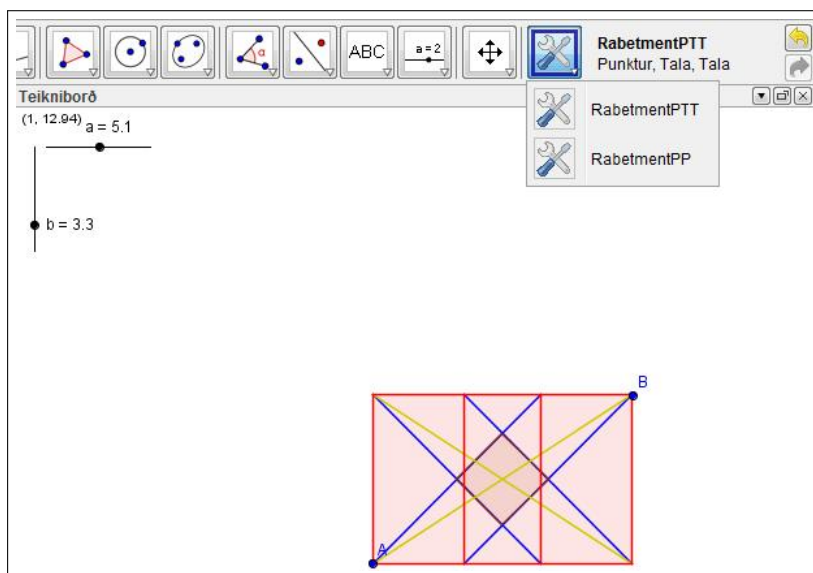 ABC
a = 2
RabetmentPTT
Punktur, Tala, Tala
Teikniborð
RabetmentPTT
RabetmentPP
(1, 12.94)
a = 5.1
b = 3.3
B
A